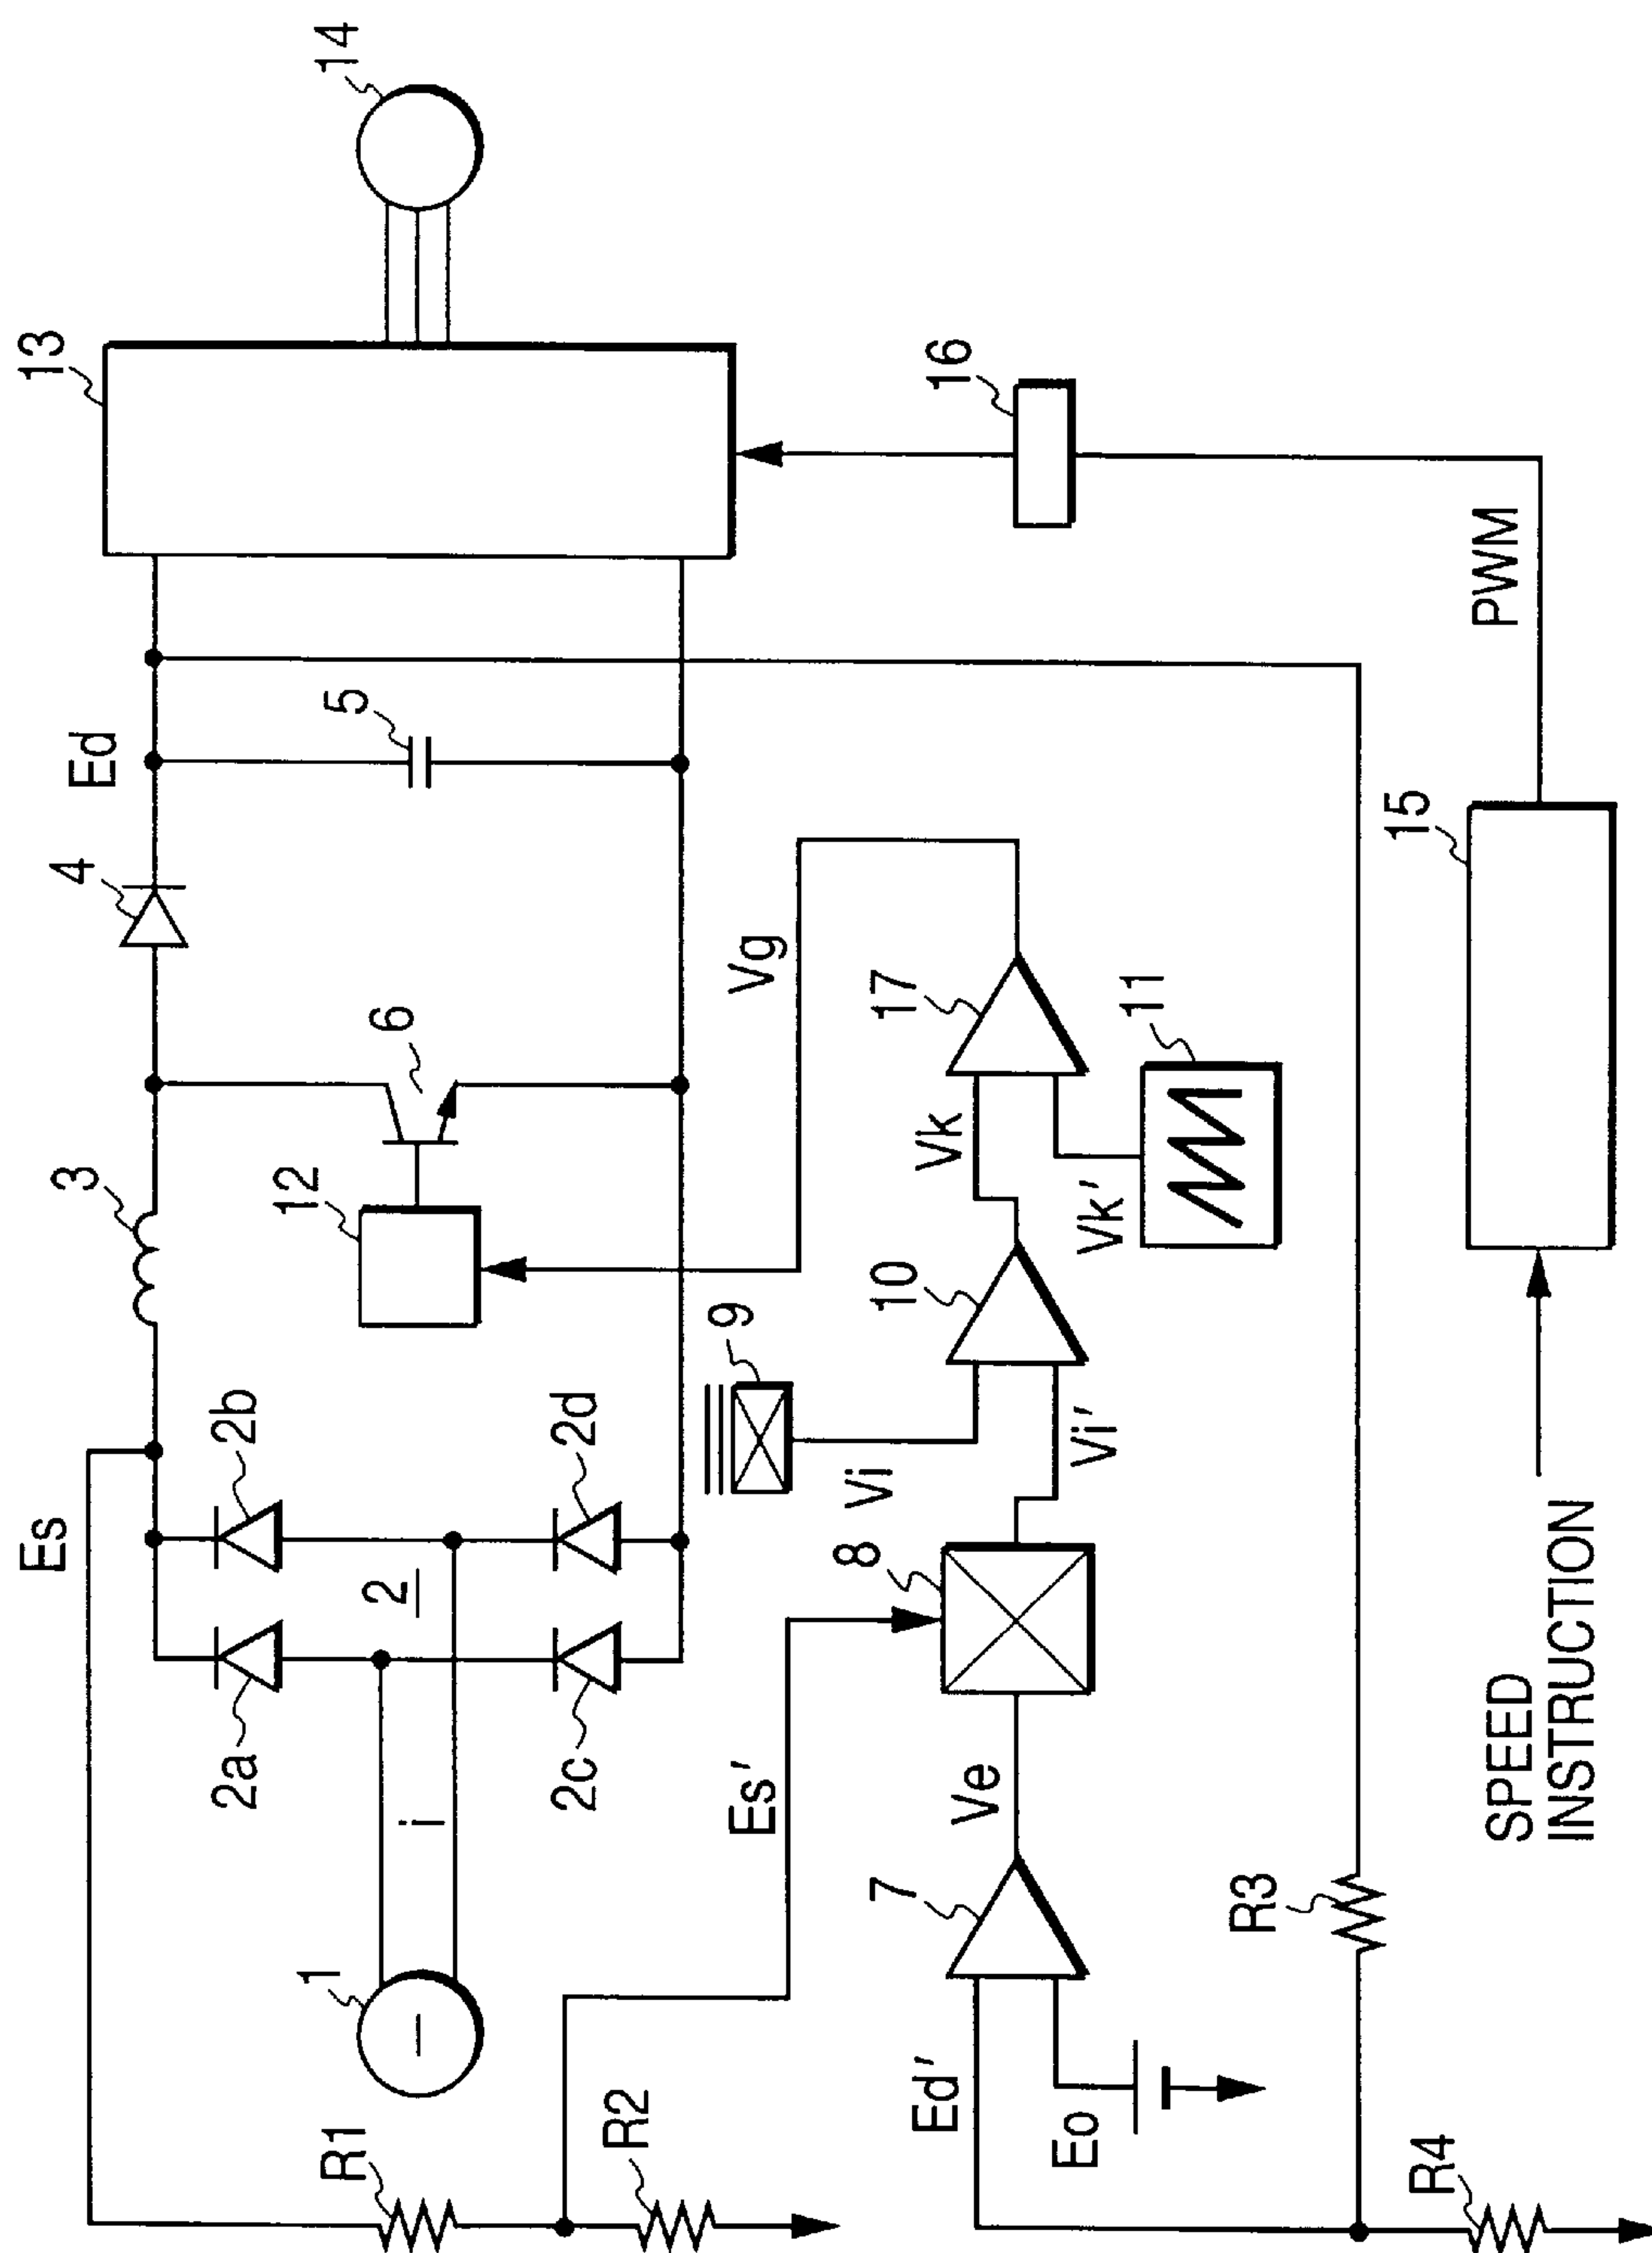 Es
3
4
Ed
13
14
2b
2a
2
6
5
12
1
i
2d
2c
R1
R2
Es'
9
Vg
Vi
8
10
17
16
Ed'
7
Ve
Vi'
Vk
Eo
Vk'
11
R3
R4
15
PWM
SPEED
INSTRUCTION